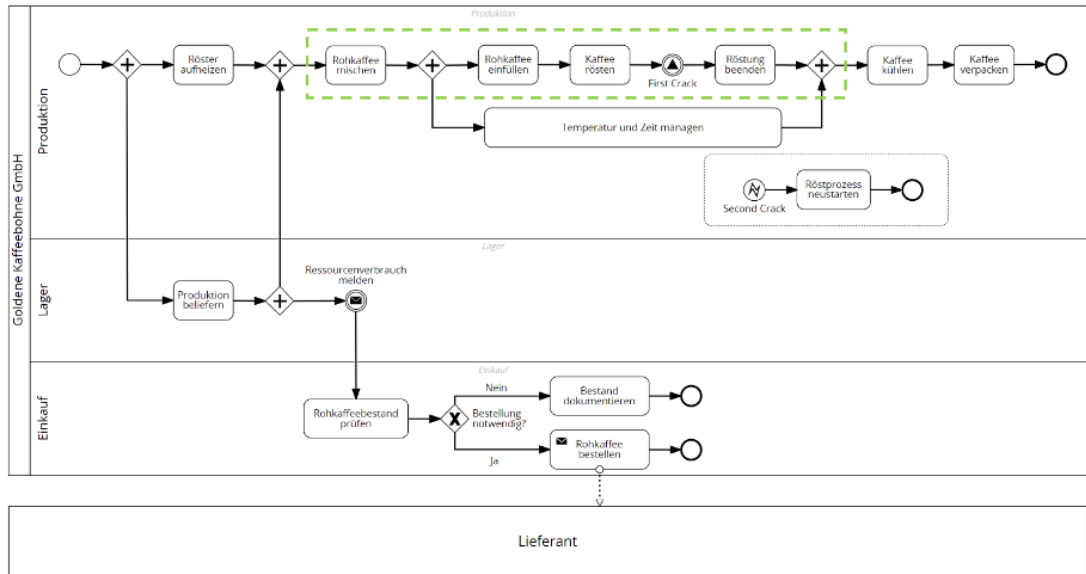 Goldene Kaffeebohne GmbH
Produktion
Produktion
Röster
aufheizen
Rohkaffee
mischen
Rohkaffee
einfüllen
Kaffee
rösten
First Crack
Röstung
beenden
Kaffee
kühlen
Kaffee
verpacken
Temperatur und Zeit managen
Second Crack
Röstprozess
neustarten
Lager
Lager
Produktion
beliefern
Ressourcenverbrauch
melden
Einkauf
Einkauf
Rohkaffeebestand
prüfen
Bestellung
notwendig?
Nein
Bestand
dokumentieren
Ja
Rohkaffee
bestellen
Lieferant